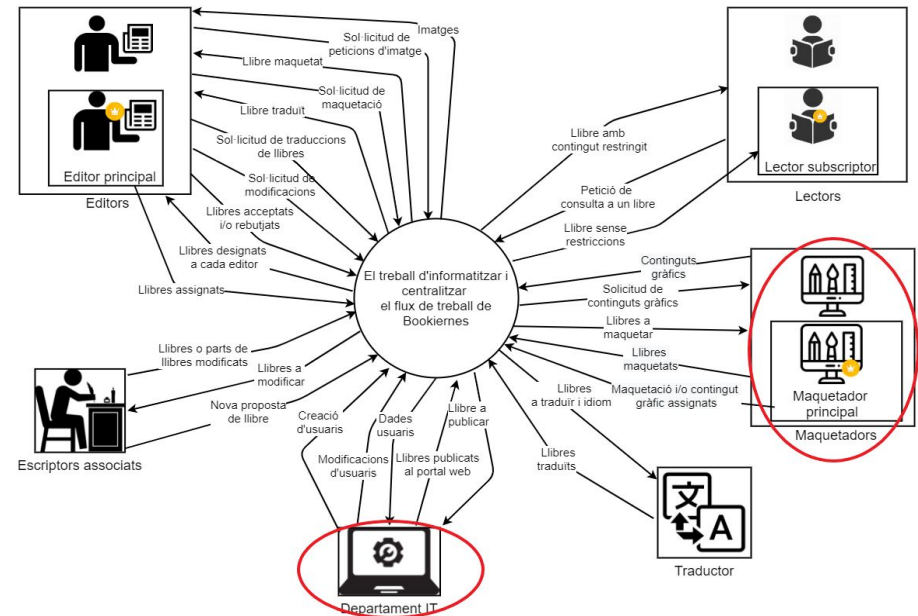 Imatges
Sol·licitud de
peticions d'imatge
Llibre maquetat
Sol·licitud de
maquetació
Llibre traduït
Sol·licitud de traduccions
de llibres
Sol·licitud de
modificacions
Llibres acceptats
i/o rebutjats
Llibres designats
a cada editor
Llibres assignats
Editor principal
Editors
Llibre amb
contingut restringit
Petició de
consulta a un libre
Llibre sense
restriccions
Lector subscriptor
Lectors
El treball d'informatitzar i
centralitzar
el flux de treball de
Bookiernes
Continguts
gràfics
Solicitud de
continguts gràfics
Llibres a
maquetar
Llibres
maquetats
Maquetació i/o contingut
gràfic assignats
Maquetador
principal
Maquetadors
Llibres o parts de
llibres modificats
Llibres a
modificar
Nova proposta
de llibre
Escriptors associats
Creació
d'usuaris
Modificacions
d'usuaris
Dades
usuaris
Llibres publicats
al portal web
Llibre a
publicar
Departament IT
Llibres
a traduïr i idiom
Llibres
traduïts
文
A
Traductor